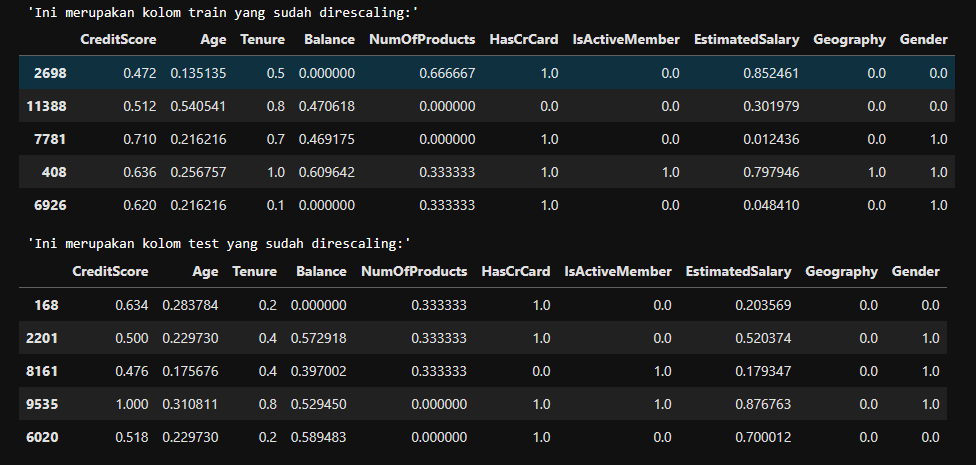 'Ini merupakan kolom train yang sudah direscaling:'
CreditScore Age Tenure Balance NumOfProducts HasCrCard IsActiveMember EstimatedSalary Geography Gender
2698 0.472 0.135135 0.5 0.000000 0.666667 1.0 0.0 0.852461 0.0 0.0
11388 0.512 0.540541 0.8 0.470618 0.000000 0.0 0.0 0.301979 0.0 0.0
7781 0.710 0.216216 0.7 0.469175 0.000000 1.0 0.0 0.012436 0.0 1.0
408 0.636 0.256757 1.0 0.609642 0.333333 1.0 1.0 0.797946 1.0 1.0
6926 0.620 0.216216 0.1 0.000000 0.333333 1.0 0.0 0.048410 0.0 1.0
'Ini merupakan kolom test yang sudah direscaling:'
CreditScore Age Tenure Balance NumOfProducts HasCrCard IsActiveMember EstimatedSalary Geography Gender
168 0.634 0.283784 0.2 0.000000 0.333333 1.0 0.0 0.203569 0.0 0.0
2201 0.500 0.229730 0.4 0.572918 0.333333 1.0 0.0 0.520374 0.0 1.0
8161 0.476 0.175676 0.4 0.397002 0.333333 0.0 1.0 0.179347 0.0 1.0
9535 1.000 0.310811 0.8 0.529450 0.000000 1.0 1.0 0.876763 0.0 1.0
6020 0.518 0.229730 0.2 0.589483 0.000000 1.0 0.0 0.700012 0.0 0.0